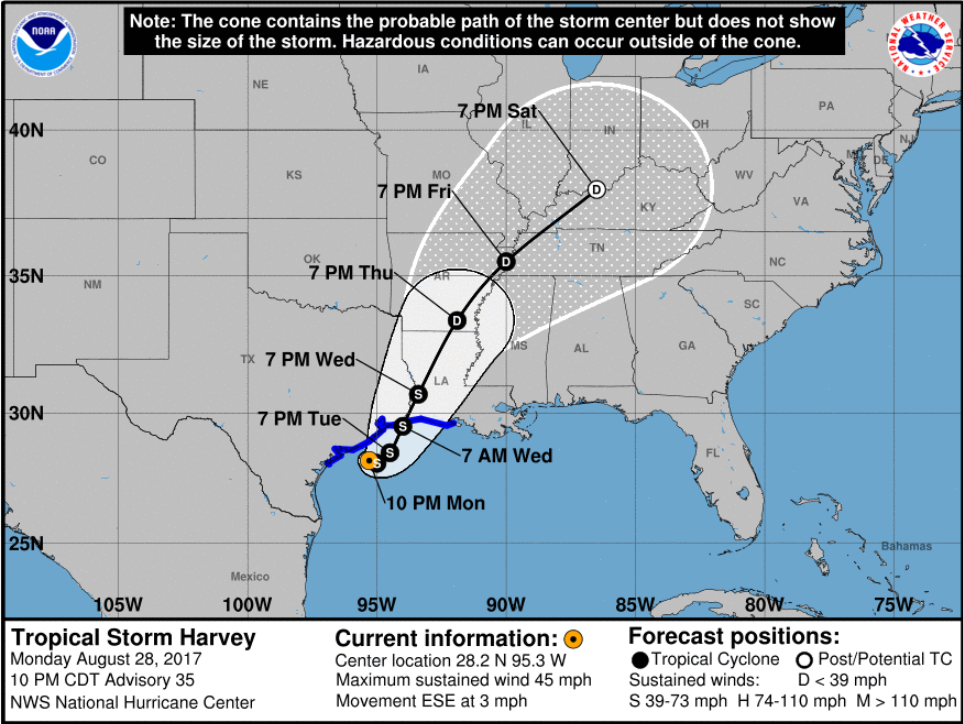 Note: The cone contains the probable path of the storm center but does not show
the size of the storm. Hazardous conditions can occur outside of the cone.
NOAA
NATIONAL WEATHER SERVICE
IA
NE
PA
7 PM Sat
40N
IL
IN
OH
NJ
CO
MD
DE
KS
MO
WV
7 PM Fri
VA
KY
TN
OK
NC
7 PM Thu
35N
AR
NM
SC
MS
AL
GA
TX
7 PM Wed
LA
30N
7 PM Tue
S
S
S
S
D
D
D
7 AM Wed
FL
10 PM Mon
25N
Bahamas
Mexico
105W
100W
95W
90W
85W
80W
75W
Tropical Storm Harvey
Monday August 28, 2017
10 PM CDT Advisory 35
NWS National Hurricane Center
Current information:
Center location 28.2 N 95.3 W
Maximum sustained wind 45 mph
Movement ESE at 3 mph
Forecast positions:
Tropical Cyclone Post/Potential TC
Sustained winds: D < 39 mph
S 39-73 mph H 74-110 mph M > 110 mph